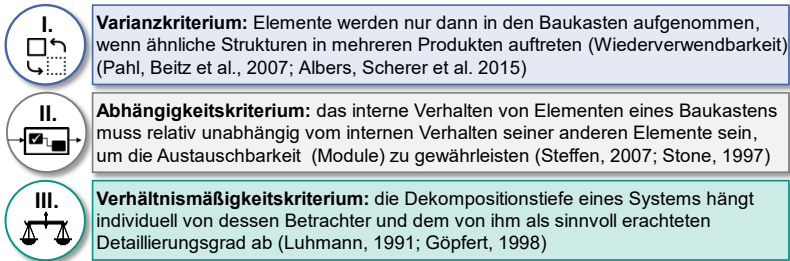 I.
Varianzkriterium: Elemente werden nur dann in den Baukasten aufgenommen,
wenn ähnliche Strukturen in mehreren Produkten auftreten (Wiederverwendbarkeit)
(Pahl, Beitz et al., 2007; Albers, Scherer et al. 2015)
II.
Abhängigkeitskriterium: das interne Verhalten von Elementen eines Baukastens
muss relativ unabhängig vom internen Verhalten seiner anderen Elemente sein,
um die Austauschbarkeit (Module) zu gewährleisten (Steffen, 2007; Stone, 1997)
III.
Verhältnismäßigkeitskriterium: die Dekompositionstiefe eines Systems hängt
individuell von dessen Betrachter und dem von ihm als sinnvoll erachteten
Detaillierungsgrad ab (Luhmann, 1991; Göpfert, 1998)